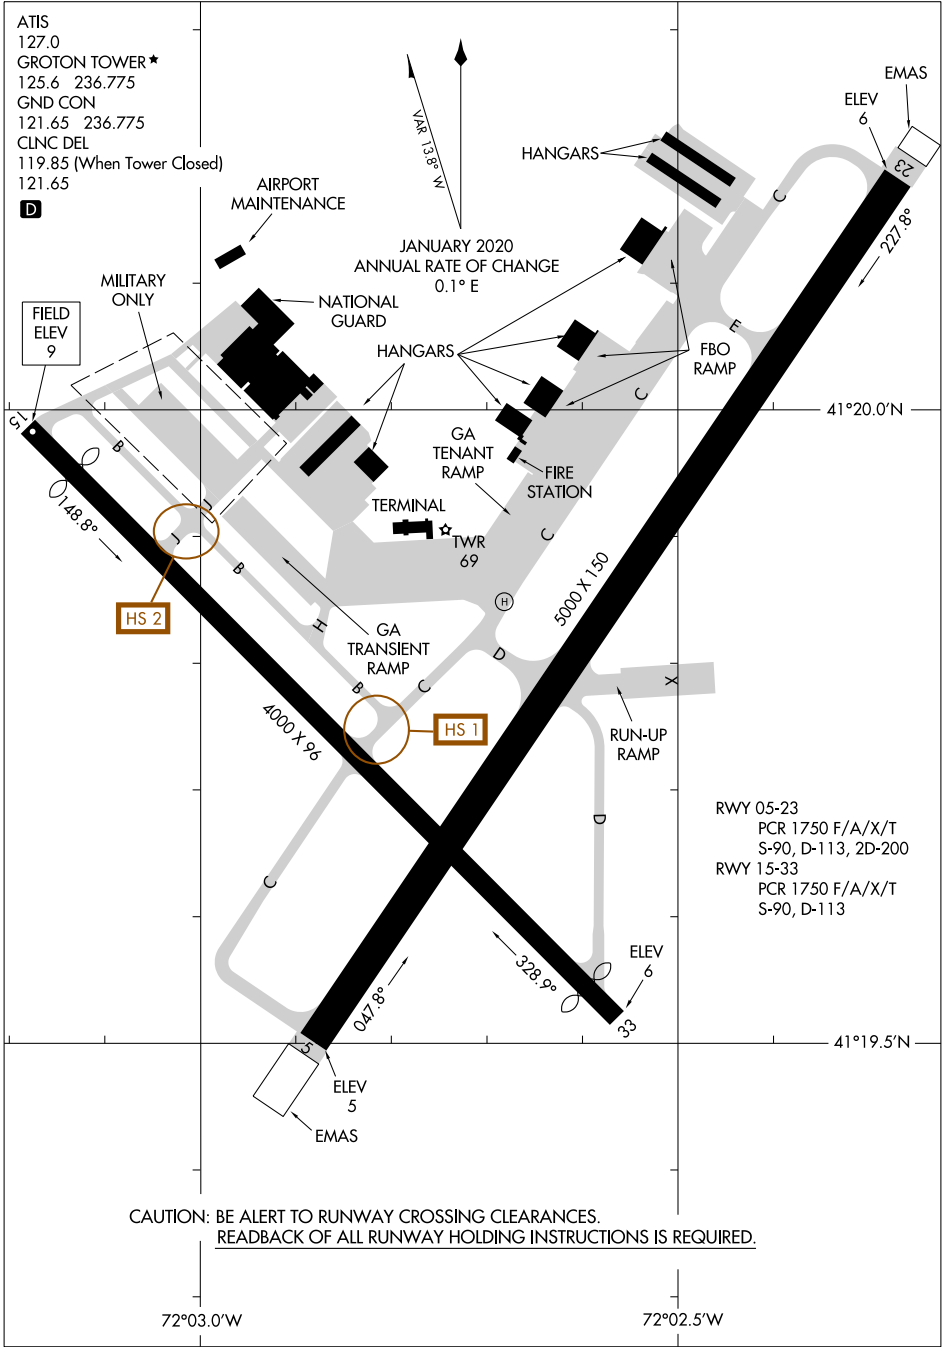 ATIS
127.0
GROTON TOWER★
125.6 236.775
GND CON
121.65 236.775
CLNC DEL
119.85 (When Tower Closed)
121.65
D
VAR 13.8° W
JANUARY 2020
ANNUAL RATE OF CHANGE
0.1° E
EMAS
ELEV
6
23
227.8°
HANGARS
C
AIRPORT
MAINTENANCE
MILITARY
ONLY
NATIONAL
GUARD
FIELD
ELEV
9
HANGARS
E
FBO
RAMP
C
41°20.0'N
15
B
GA
TENANT
RAMP
FIRE
STATION
148.8°
J
TERMINAL
TWR
69
C
J
B
HS 2
H
5000 X 150
H
GA
TRANSIENT
RAMP
D
B
C
X
4000 X 96
HS 1
RUN-UP
RAMP
RWY 05-23
PCR 1750 F/A/X/T
S-90, D-113, 2D-200
RWY 15-33
PCR 1750 F/A/X/T
S-90, D-113
D
C
328.9°
ELEV
6
33
047.8°
5
41°19.5'N
ELEV
5
EMAS
CAUTION: BE ALERT TO RUNWAY CROSSING CLEARANCES.
READBACK OF ALL RUNWAY HOLDING INSTRUCTIONS IS REQUIRED.
72°03.0'W
72°02.5'W